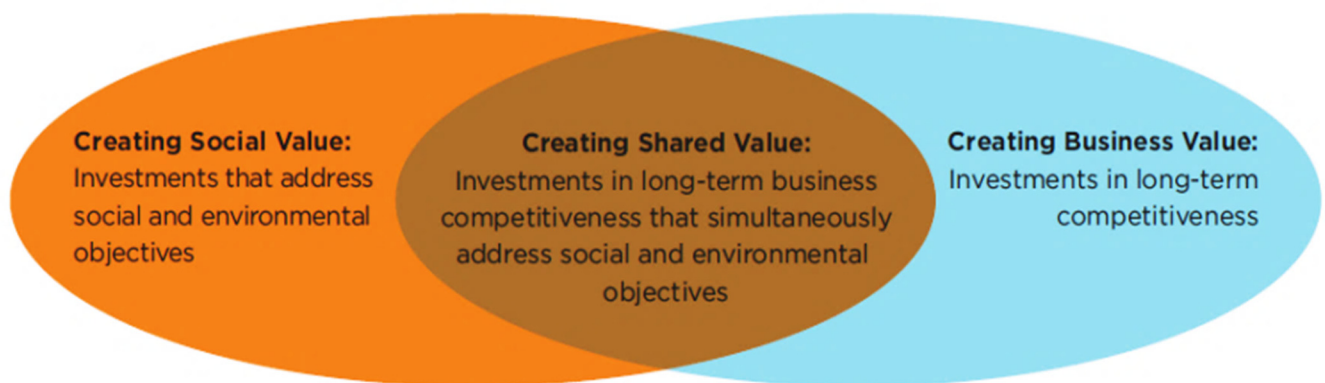 Creating Social Value:
Investments that address
social and environmental
objectives
Creating Shared Value:
Investments in long-term business
competitiveness that simultaneously
address social and environmental
objectives
Creating Business Value:
Investments in long-term
competitiveness